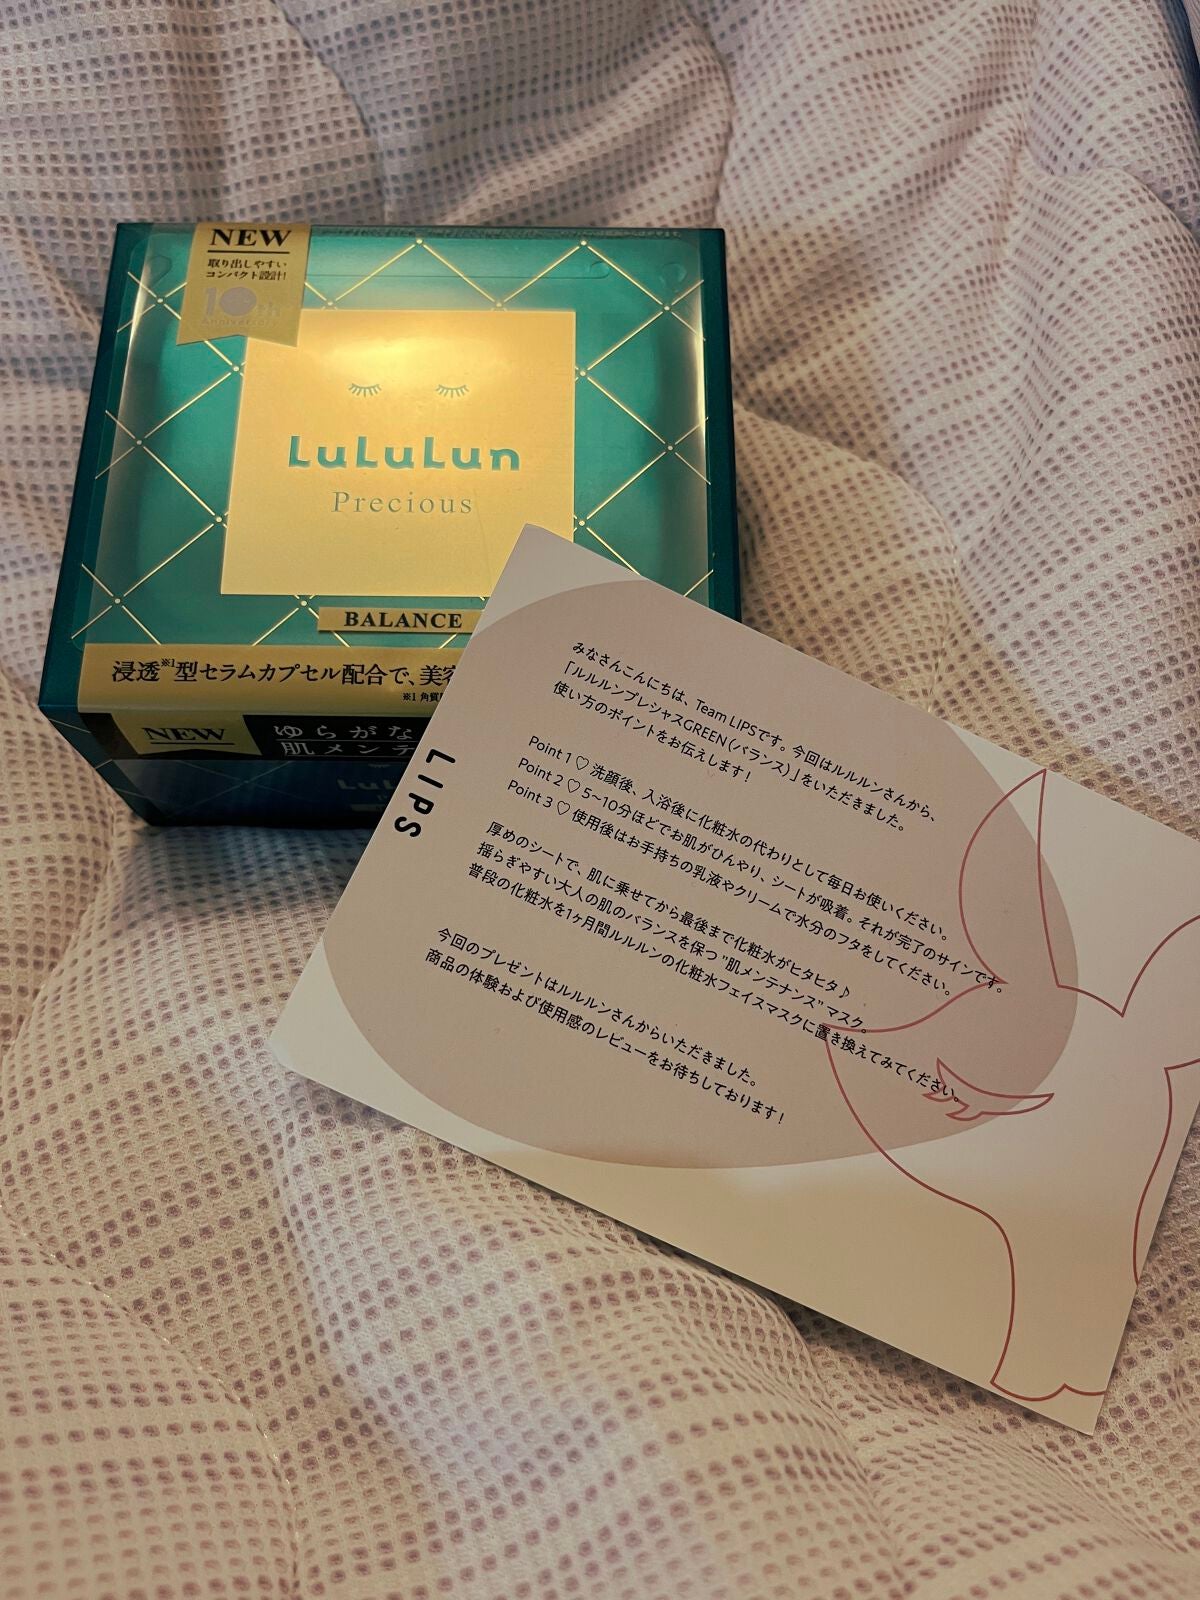 NEW
取り出しやすい
コンパクト設計!
10th
Anniversary
LuLuLun
Precious
BALANCE
浸透※1型セラムカプセル配合で、美容
※1 角質
NEW
ゆらがな
肌メンテ
LIPS
みなさんこんにちは、Team LIPSです。今回はルルルンさんから、
「ルルルンプレシャスGREEN(バランス)」をいただきました。
使い方のポイントをお伝えします!
Point 1 ♡ 洗顔後、入浴後に化粧水の代わりとして毎日お使いください。
Point 2 ♡ 5~10分ほどでお肌がひんやり、シートが吸着。それが完了のサインです。
Point 3 ♡ 使用後はお手持ちの乳液やクリームで水分のフタをしてください。
厚めのシートで、肌に乗せてから最後まで化粧水がヒタヒタ♪
揺らぎやすい大人の肌のバランスを保つ "肌メンテナンス" マスク。
普段の化粧水を1ヶ月間ルルルンの化粧水フェイスマスクに置き換えてみてください。
今回のプレゼントはルルルンさんからいただきました。
商品の体験および使用感のレビューをお待ちしております!